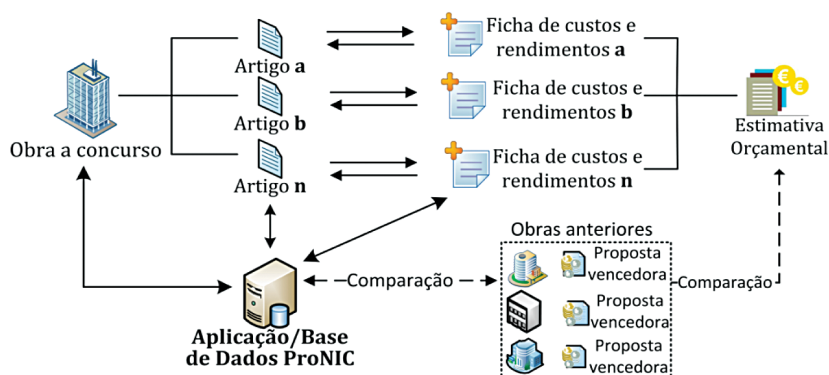 Obra a concurso
Artigo a
Artigo b
Artigo n
Ficha de custos e
rendimentos a
Ficha de custos e
rendimentos b
Ficha de custos e
rendimentos n
Estimativa
Orçamental
Aplicação/Base
de Dados ProNIC
Comparação
Obras anteriores
Proposta
vencedora
Proposta
vencedora
Proposta
vencedora
Comparação